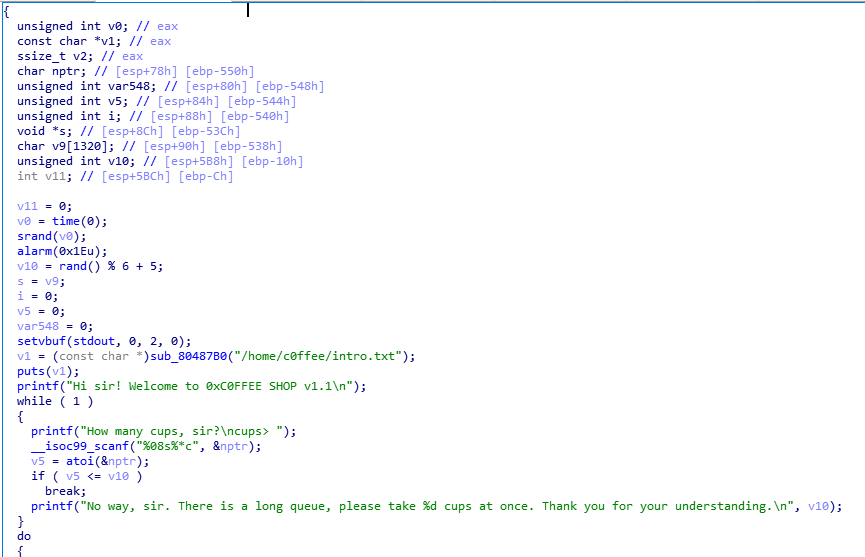 {
unsigned int v0; // eax
const char *v1; // eax
ssize_t v2; // eax
char nptr; // [esp+78h] [ebp-550h]
unsigned int var548; // [esp+80h] [ebp-548h]
unsigned int v5; // [esp+84h] [ebp-544h]
unsigned int i; // [esp+88h] [ebp-540h]
void *s; // [esp+8Ch] [ebp-53Ch]
char v9[1320]; // [esp+90h] [ebp-538h]
unsigned int v10; // [esp+5B8h] [ebp-10h]
int v11; // [esp+5BCh] [ebp-Ch]
v11 = 0;
v0 = time(0);
srand(v0);
alarm(0x1Eu);
v10 = rand() % 6 + 5;
s = v9;
i = 0;
v5 = 0;
var548 = 0;
setvbuf(stdout, 0, 2, 0);
v1 = (const char *)sub_80487B0("/home/c0ffee/intro.txt");
puts(v1);
printf("Hi sir! Welcome to 0xC0FFEE SHOP v1.1\n");
while ( 1 )
{
printf("How many cups, sir?\ncups> ");
__isoc99_scanf("%08s%*c", &nptr);
v5 = atoi(&nptr);
if ( v5 <= v10 )
break;
printf("No way, sir. There is a long queue, please take %d cups at once. Thank you for your understanding.\n", v10);
}
do
{